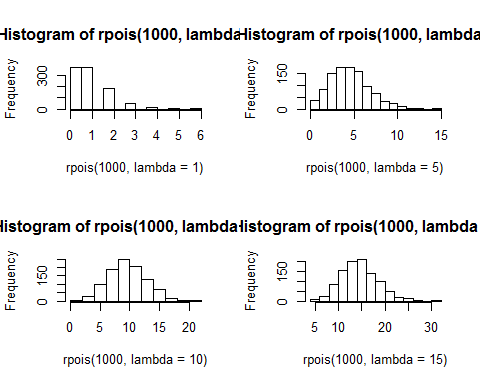 Histogram of rpois(1000, lambda
Histogram of rpois(1000, lambda
Frequency
0
300
0 1 2 3 4 5 6
rpois(1000, lambda = 1)
Frequency
0
150
0 5 10 15
rpois(1000, lambda = 5)
Histogram of rpois(1000, lambda
Histogram of rpois(1000, lambda
Frequency
0
150
0 5 10 15 20
rpois(1000, lambda = 10)
Frequency
0
150
5 10 20 30
rpois(1000, lambda = 15)